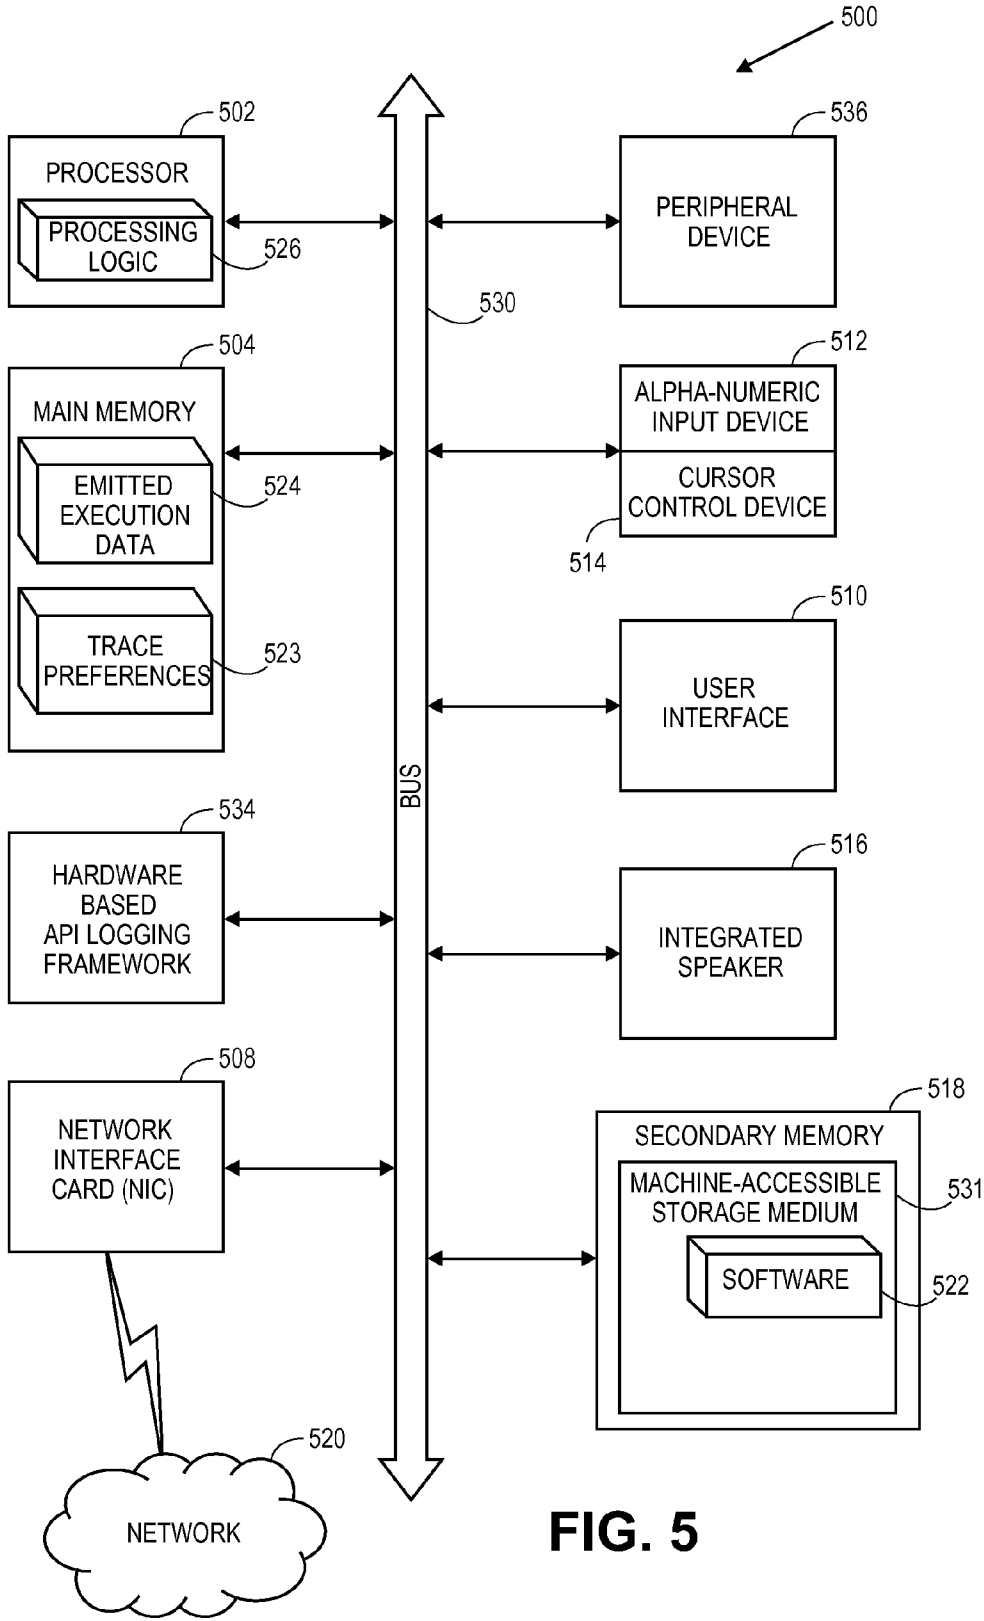 500
502
PROCESSOR
PROCESSING
LOGIC
526
504
MAIN MEMORY
EMITTED
EXECUTION
DATA
524
TRACE
PREFERENCES
523
534
HARDWARE
BASED
API LOGGING
FRAMEWORK
508
NETWORK
INTERFACE
CARD (NIC)
520
NETWORK
BUS
530
536
PERIPHERAL
DEVICE
512
ALPHA-NUMERIC
INPUT DEVICE
CURSOR
CONTROL DEVICE
514
510
USER
INTERFACE
516
INTEGRATED
SPEAKER
518
SECONDARY MEMORY
MACHINE-ACCESSIBLE
STORAGE MEDIUM
531
SOFTWARE
522
FIG. 5